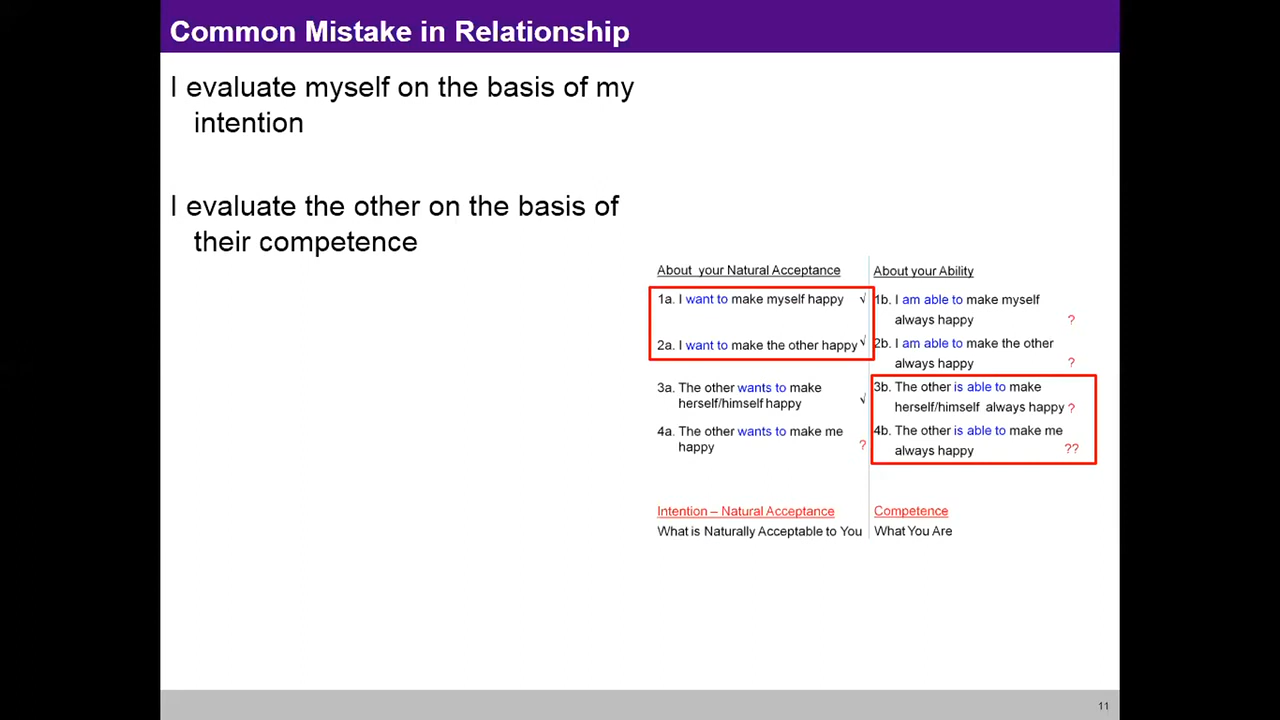 Common Mistake in Relationship
I evaluate myself on the basis of my
intention
I evaluate the other on the basis of
their competence
About your Natural Acceptance
1a. I want to make myself happy √
2a. I want to make the other happy √
3a. The other wants to make
herself/himself happy √
4a. The other wants to make me
happy ?
Intention – Natural Acceptance
What is Naturally Acceptable to You
About your Ability
1b. I am able to make myself
always happy ?
2b. I am able to make the other
always happy ?
3b. The other is able to make
herself/himself always happy ?
4b. The other is able to make me
always happy ??
Competence
What You Are
11